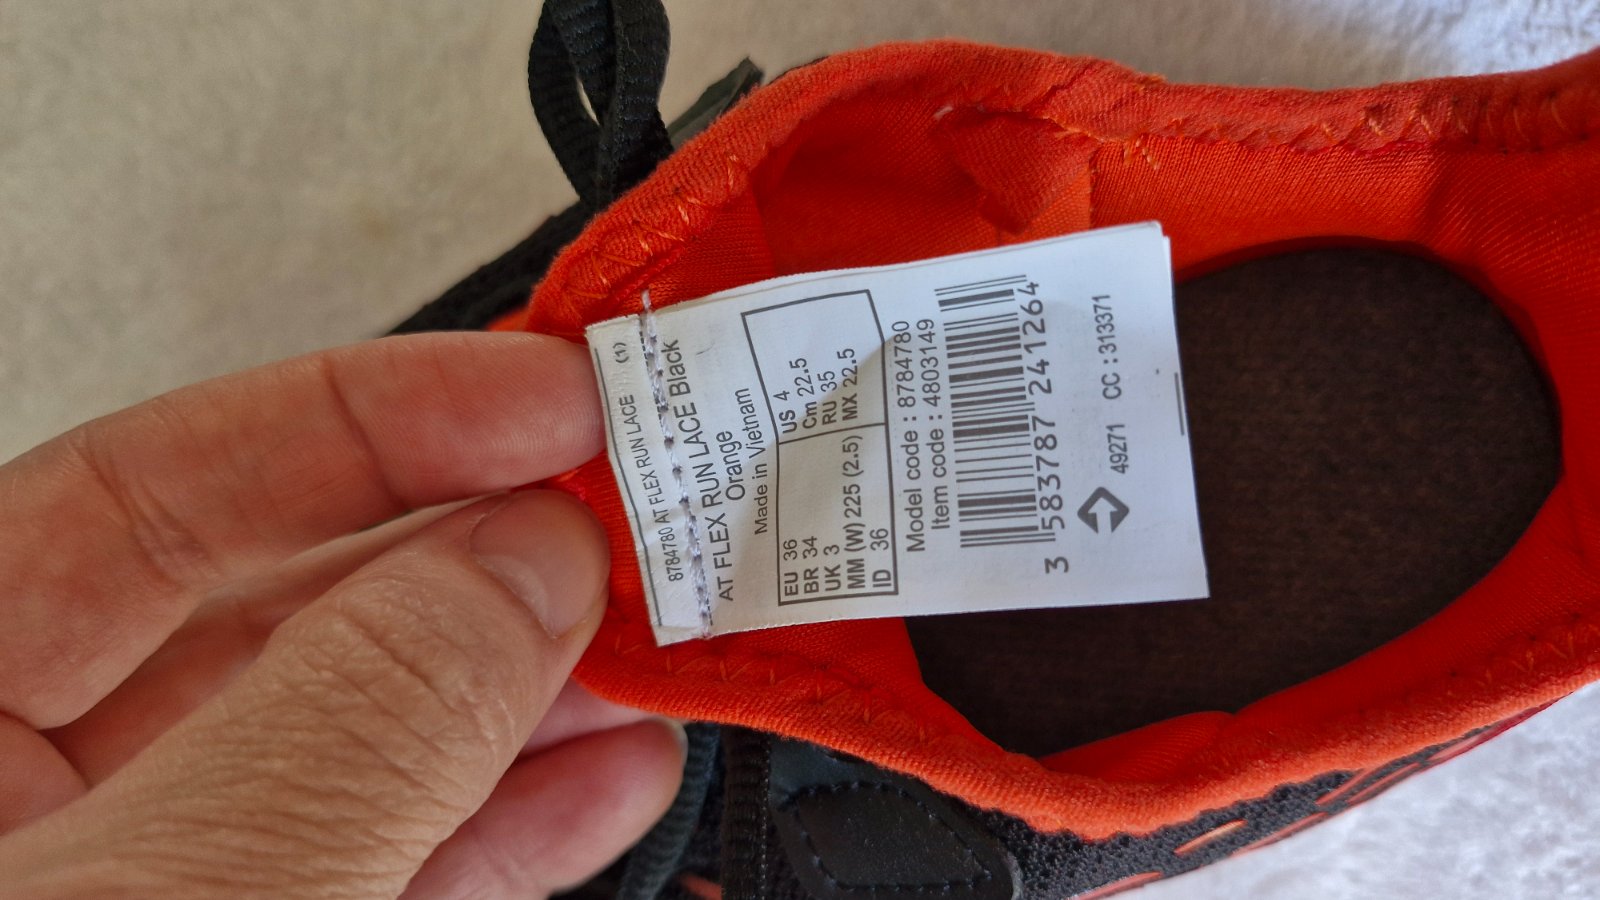 8784780 AT FLEX RUN LACE (1)
AT FLEX RUN LACE Black
Orange
Made in Vietnam
EU 36 US 4
BR 34 Cm 22.5
UK 3 RU 35
MM (W) 225 (2.5) MX 22.5
ID 36
Model code : 8784780
Item code : 4803149
3 583787 241264
49271 CC : 313371